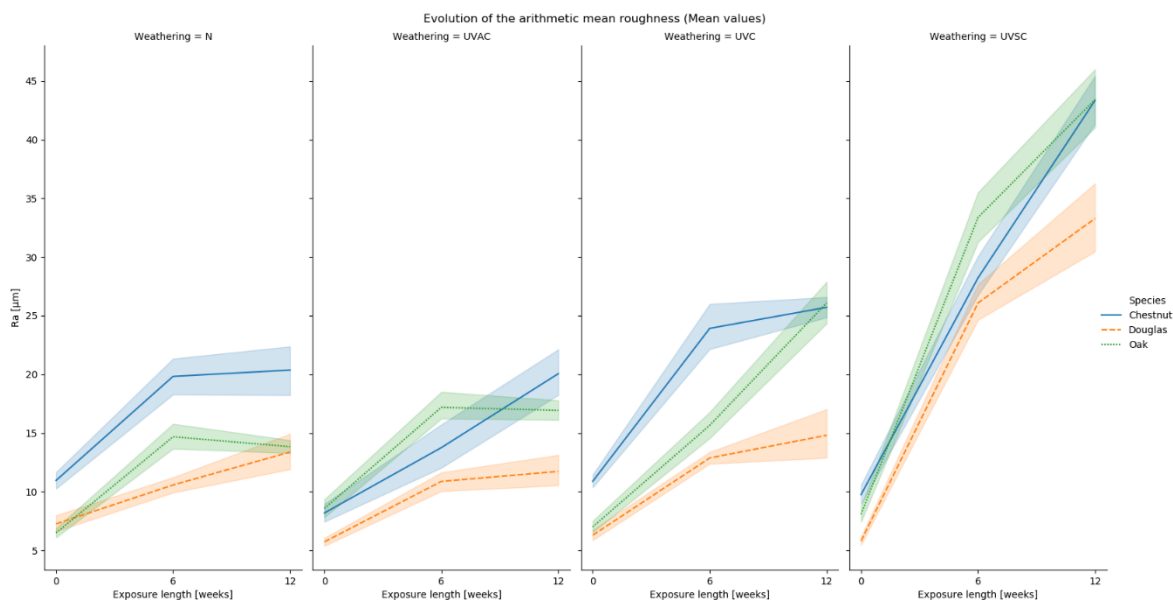 Evolution of the arithmetic mean roughness (Mean values)
Weathering = N
Weathering = UVAC
Weathering = UVC
Weathering = UVSC
45
40
35
30
25
20
15
10
5
Ra [µm]
0 6 12
0 6 12
0 6 12
0 6 12
Exposure length [weeks]
Exposure length [weeks]
Exposure length [weeks]
Exposure length [weeks]
Species
Chestnut
Douglas
Oak